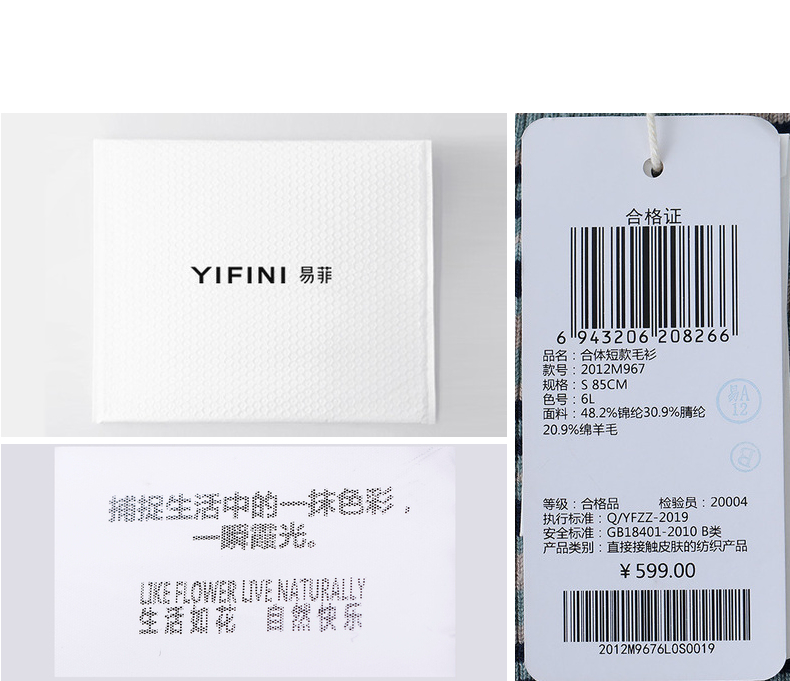 YIFINI 易菲
捕捉生活中的一抹色彩，
一瞬霞光。
LIKE FLOWER LIVE NATURALLY
生活如花 自然快乐
合格证
6 943206 208266
品名：合体短款毛衫
款号：2012M967
规格：S 85CM
色号：6L
面料：48.2%锦纶30.9%腈纶
20.9%绵羊毛
易A
12
等级：合格品 检验员：20004
执行标准：Q/YFZZ-2019
安全标准：GB18401-2010 B类
产品类别：直接接触皮肤的纺织产品
￥599.00
2012M9676L0S0019